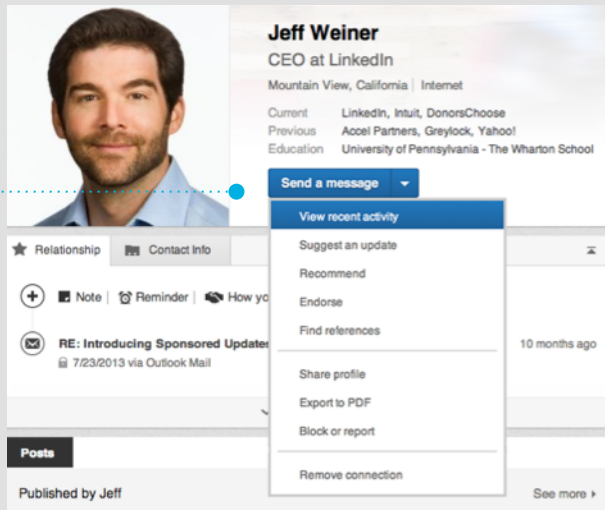 Jeff Weiner
CEO at LinkedIn
Mountain View, California | Internet
Current LinkedIn, Intuit, DonorsChoose
Previous Accel Partners, Greylock, Yahoo!
Education University of Pennsylvania - The Wharton School
Send a message
View recent activity
Suggest an update
Recommend
Endorse
Find references
Share profile
Export to PDF
Block or report
Remove connection
Relationship Contact Info
Note | Reminder | How yo
RE: Introducing Sponsored Update 10 months ago
7/23/2013 via Outlook Mail
Posts
Published by Jeff See more